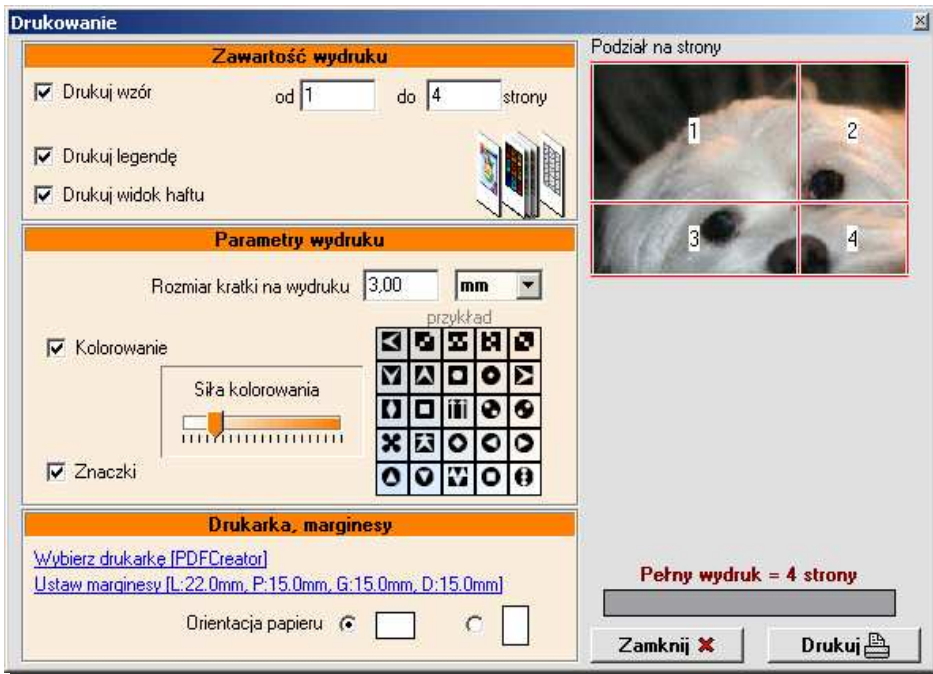 Drukowanie
Zawartość wydruku
Drukuj wzór od 1 do 4 strony
Drukuj legendę
Drukuj widok haftu
Parametry wydruku
Rozmiar kratki na wydruku 3,00 mm
przykład
Kolorowanie
Siła kolorowania
Znaczki
Drukarka, marginesy
Wybierz drukarkę [PDFCreator]
Ustaw marginesy [L:22.0mm, P:15.0mm, G:15.0mm, D:15.0mm]
Orientacja papieru
Podział na strony
1 2
3 4
Pełny wydruk = 4 strony
Zamknij Drukuj